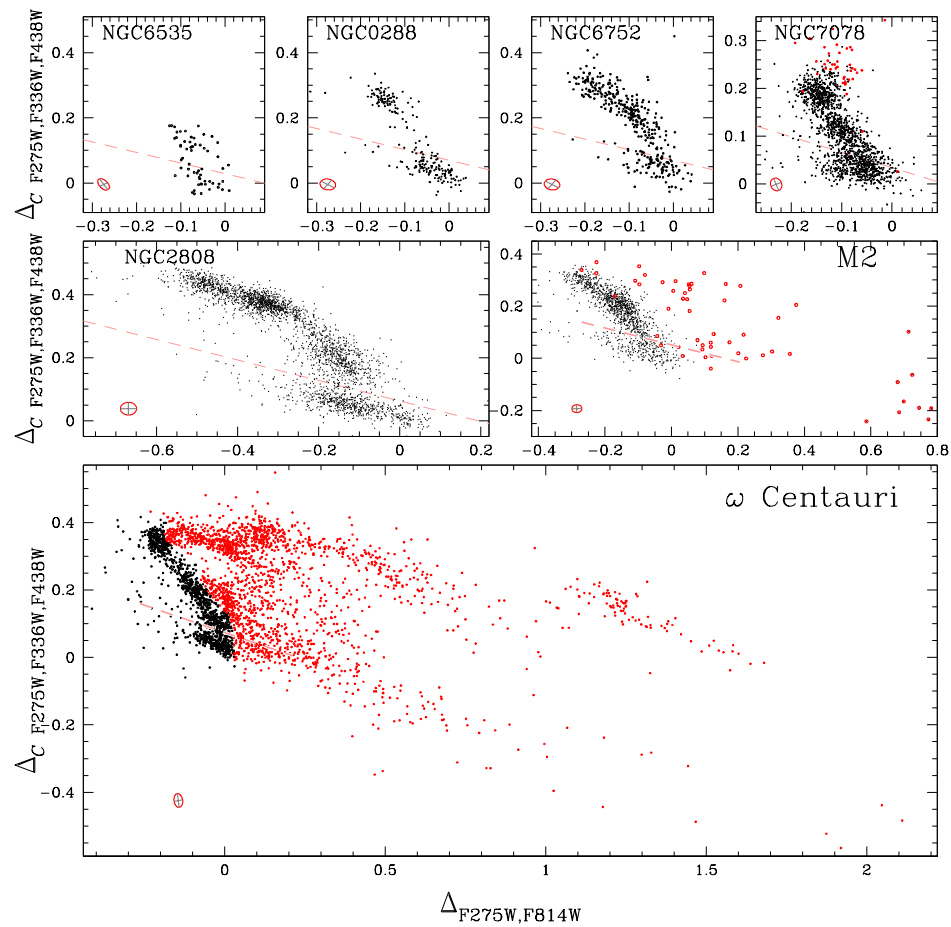 NGC6535
NGC0288
NGC6752
NGC7078
Δ_C F275W,F336W,F438W
0.4
0.2
0
0.4
0.2
0
0.4
0.2
0
0.3
0.2
0.1
0
−0.3 −0.2 −0.1 0
−0.3 −0.2 −0.1 0
−0.3 −0.2 −0.1 0
−0.2 −0.1 0
NGC2808
M2
Δ_C F275W,F336W,F438W
0.4
0.2
0
0.4
0.2
0
−0.2
−0.6 −0.4 −0.2 0 0.2
−0.4 −0.2 0 0.2 0.4 0.6 0.8
ω Centauri
Δ_C F275W,F336W,F438W
0.4
0.2
0
−0.2
−0.4
0 0.5 1 1.5 2
Δ_F275W,F814W